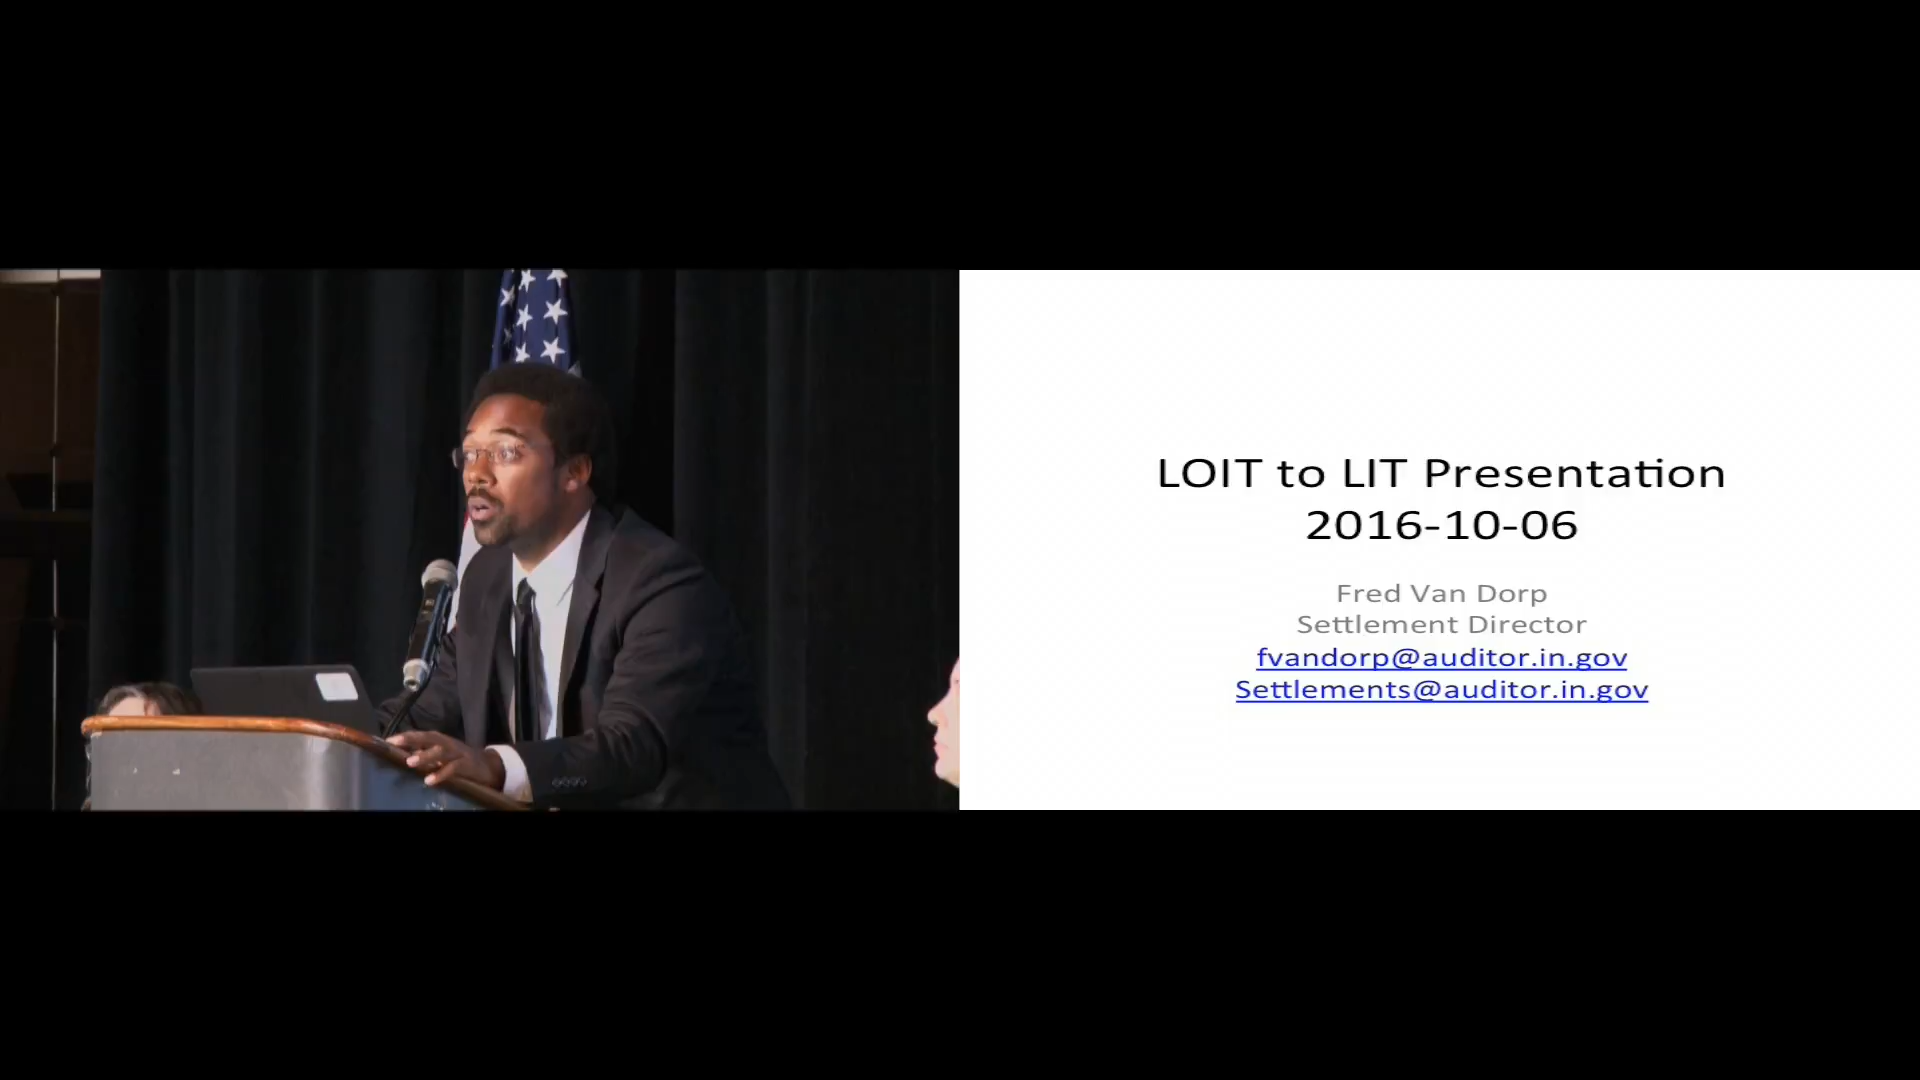 LOIT to LIT Presentation
2016-10-06
Fred Van Dorp
Settlement Director
fvandorp@auditor.in.gov
Settlements@auditor.in.gov